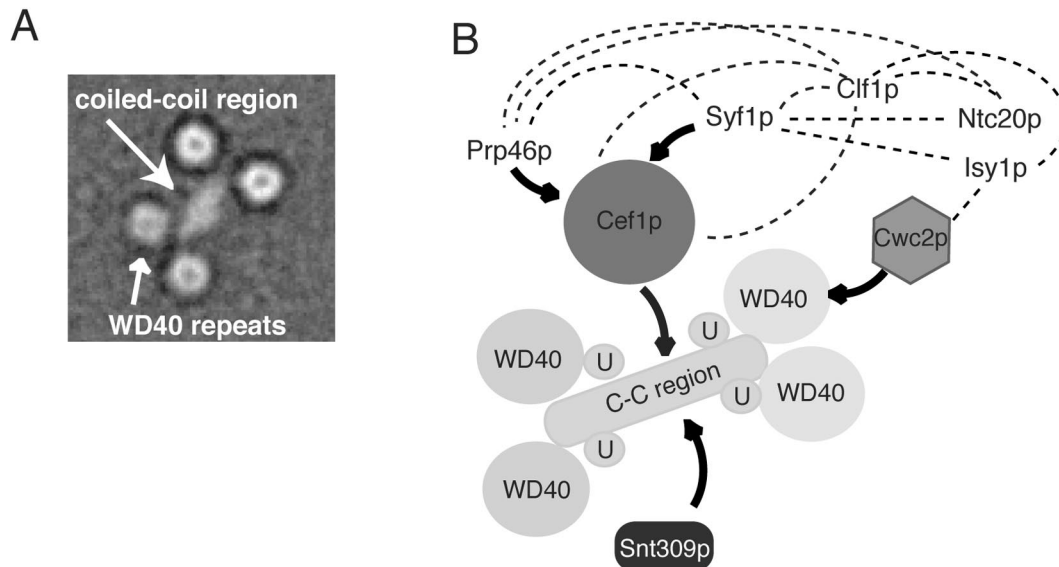 A
coiled-coil region
WD40 repeats
B
Clf1p
Syf1p
Ntc20p
Prp46p
Isy1p
Cef1p
Cwc2p
WD40
U
WD40
U
C-C region
U
WD40
U
WD40
Snt309p